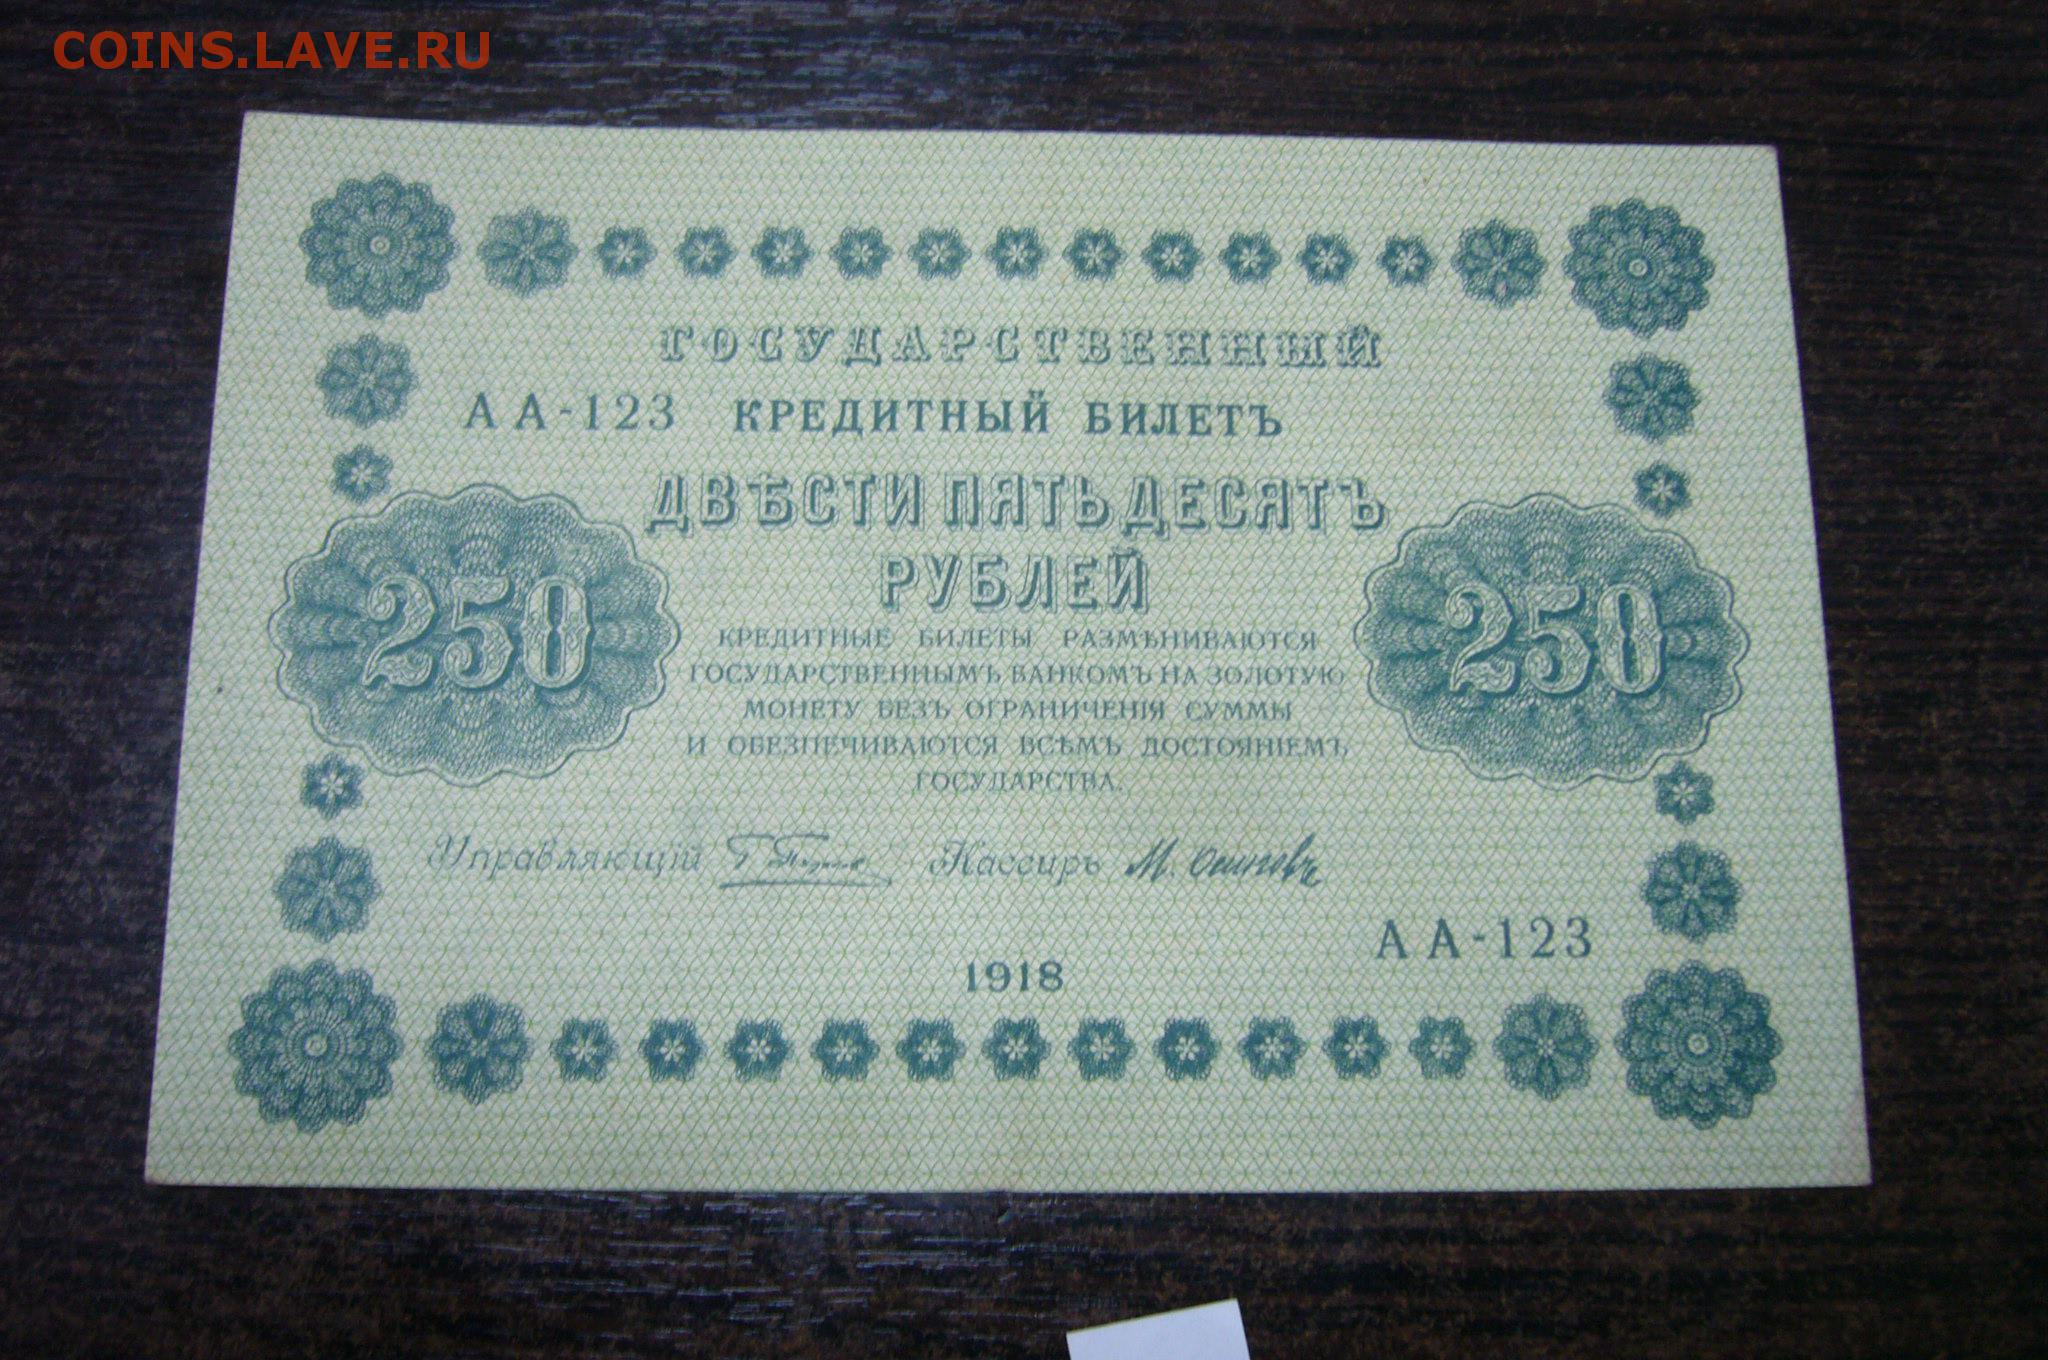 COINS.LAVE.RU
ГОСУДАРСТВЕННЫЙ
АА-123 КРЕДИТНЫЙ БИЛЕТЪ
ДВѢСТИ ПЯТЬДЕСЯТЪ
РУБЛЕЙ
250 250
КРЕДИТНЫЕ БИЛЕТЫ РАЗМѢНИВАЮТСЯ
ГОСУДАРСТВЕННЫМЪ БАНКОМЪ НА ЗОЛОТУЮ
МОНЕТУ БЕЗЪ ОГРАНИЧЕНІЯ СУММЫ
И ОБЕЗПЕЧИВАЮТСЯ ВСѢМЪ ДОСТОЯНІЕМЪ
ГОСУДАРСТВА.
Управляющій Кассиръ М. Осиповъ
АА-123
1918